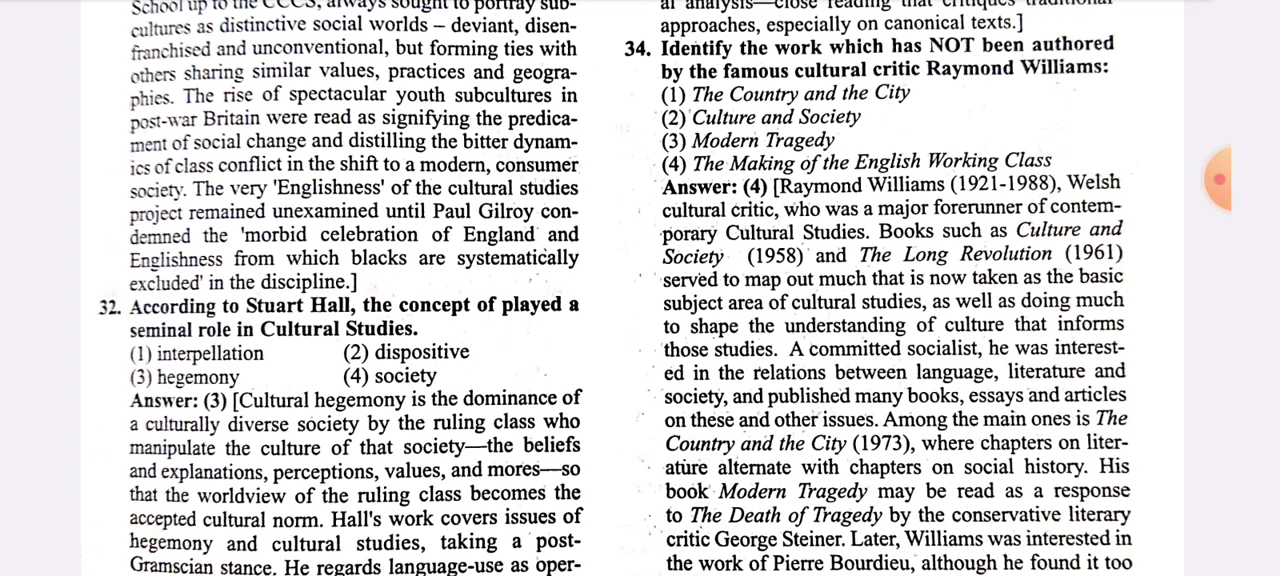 School up to the CCCS, always sought to portray sub-
cultures as distinctive social worlds – deviant, disen-
franchised and unconventional, but forming ties with
others sharing similar values, practices and geogra-
phies. The rise of spectacular youth subcultures in
post-war Britain were read as signifying the predica-
ment of social change and distilling the bitter dynam-
ics of class conflict in the shift to a modern, consumer
society. The very 'Englishness' of the cultural studies
project remained unexamined until Paul Gilroy con-
demned the 'morbid celebration of England and
Englishness from which blacks are systematically
excluded' in the discipline.]
32. According to Stuart Hall, the concept of played a
seminal role in Cultural Studies.
(1) interpellation (2) dispositive
(3) hegemony (4) society
Answer: (3) [Cultural hegemony is the dominance of
a culturally diverse society by the ruling class who
manipulate the culture of that society—the beliefs
and explanations, perceptions, values, and mores—so
that the worldview of the ruling class becomes the
accepted cultural norm. Hall's work covers issues of
hegemony and cultural studies, taking a post-
Gramscian stance. He regards language-use as oper-
al analysis—close reading that critiques traditional
approaches, especially on canonical texts.]
34. Identify the work which has NOT been authored
by the famous cultural critic Raymond Williams:
(1) The Country and the City
(2) Culture and Society
(3) Modern Tragedy
(4) The Making of the English Working Class
Answer: (4) [Raymond Williams (1921-1988), Welsh
cultural critic, who was a major forerunner of contem-
porary Cultural Studies. Books such as Culture and
Society (1958) and The Long Revolution (1961)
served to map out much that is now taken as the basic
subject area of cultural studies, as well as doing much
to shape the understanding of culture that informs
those studies. A committed socialist, he was interest-
ed in the relations between language, literature and
society, and published many books, essays and articles
on these and other issues. Among the main ones is The
Country and the City (1973), where chapters on liter-
ature alternate with chapters on social history. His
book Modern Tragedy may be read as a response
to The Death of Tragedy by the conservative literary
critic George Steiner. Later, Williams was interested in
the work of Pierre Bourdieu, although he found it too